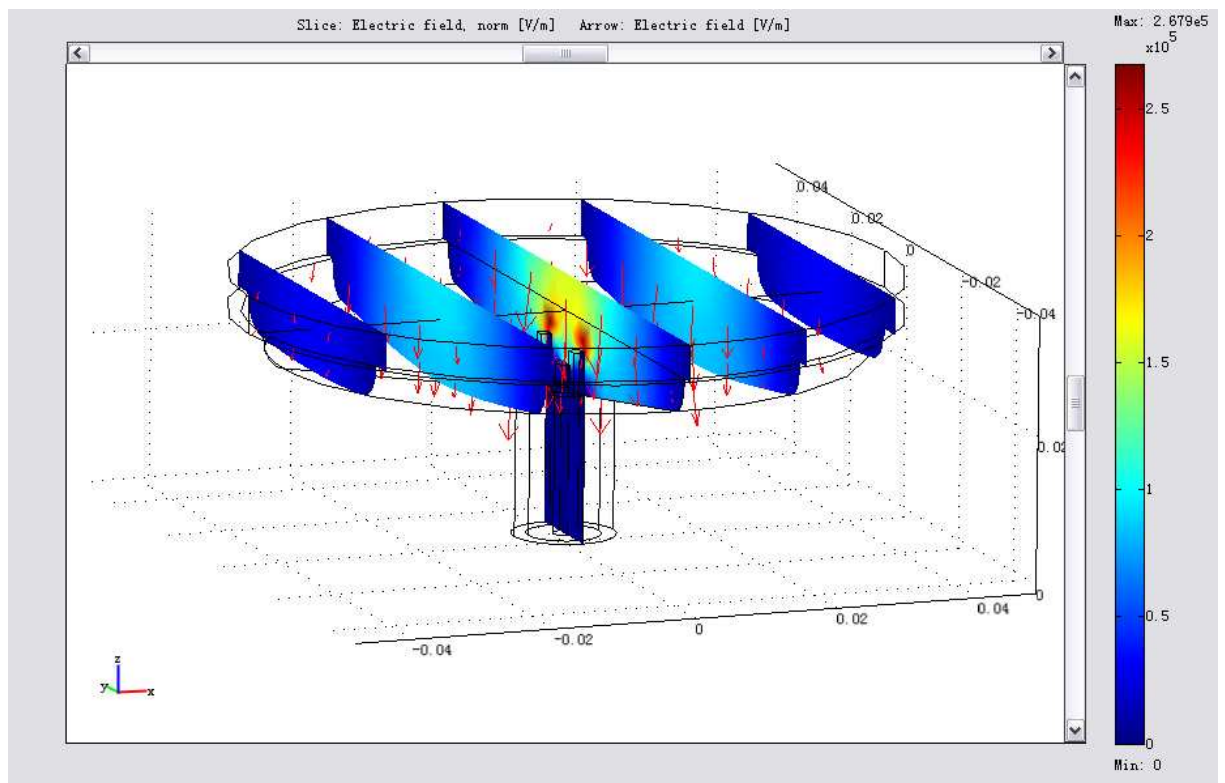 Slice: Electric field, norm [V/m] Arrow: Electric field [V/m]
Max: 2.679e5
x10^5
2.5
2
1.5
1
0.5
0
Min: 0
0.04
0.02
0
-0.02
-0.04
0.02
0
-0.04
-0.02
0
0.02
0.04
z
y
x